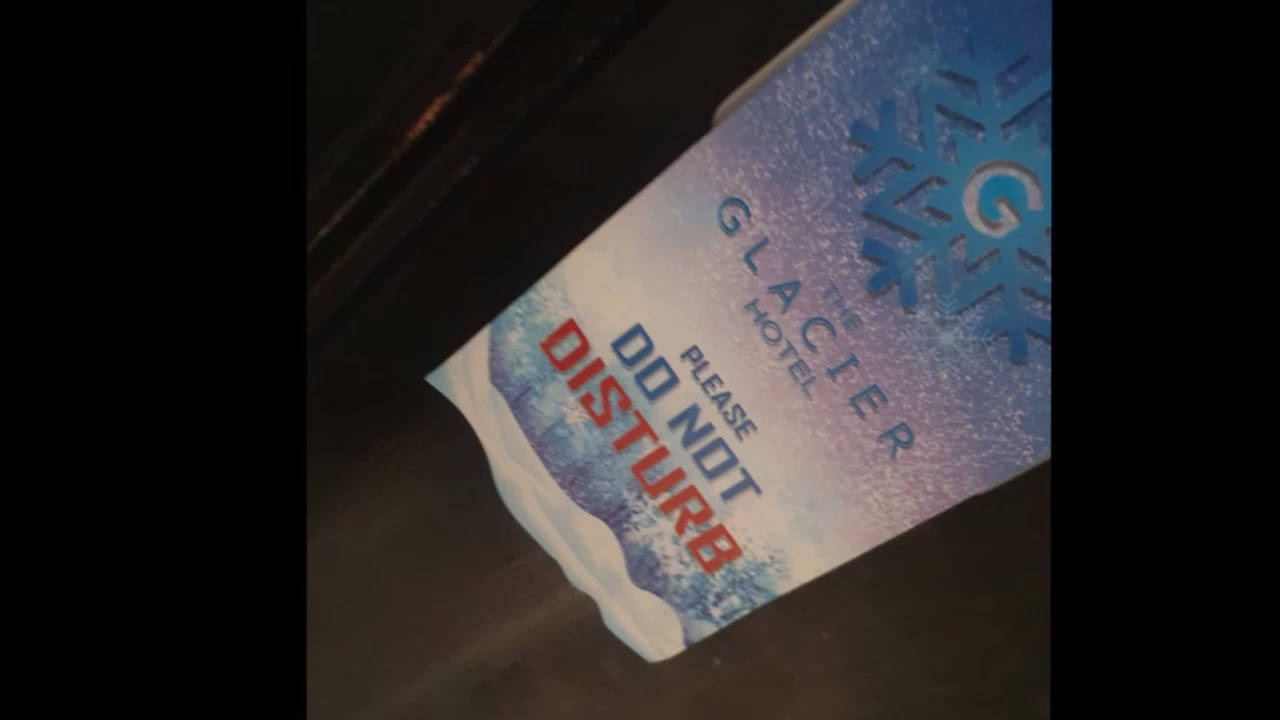 G
THE
GLACIER
HOTEL
PLEASE
DO NOT
DISTURB